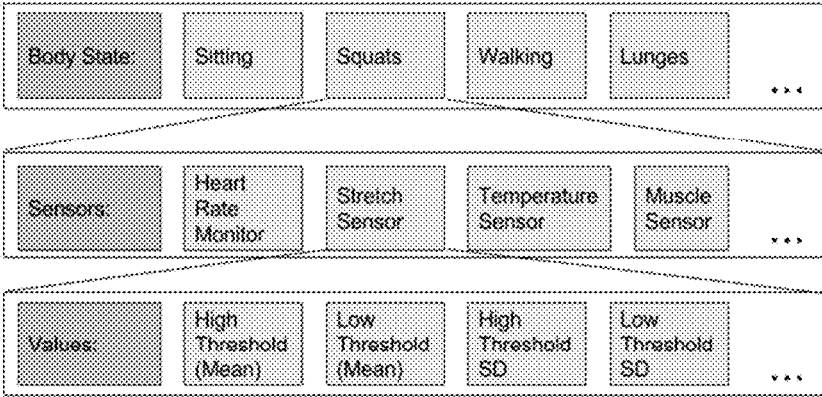 Body State: Sitting Squats Walking Lunges ...
Sensors: Heart Rate Monitor Stretch Sensor Temperature Sensor Muscle Sensor ...
Values: High Threshold (Mean) Low Threshold (Mean) High Threshold SD Low Threshold SD ...